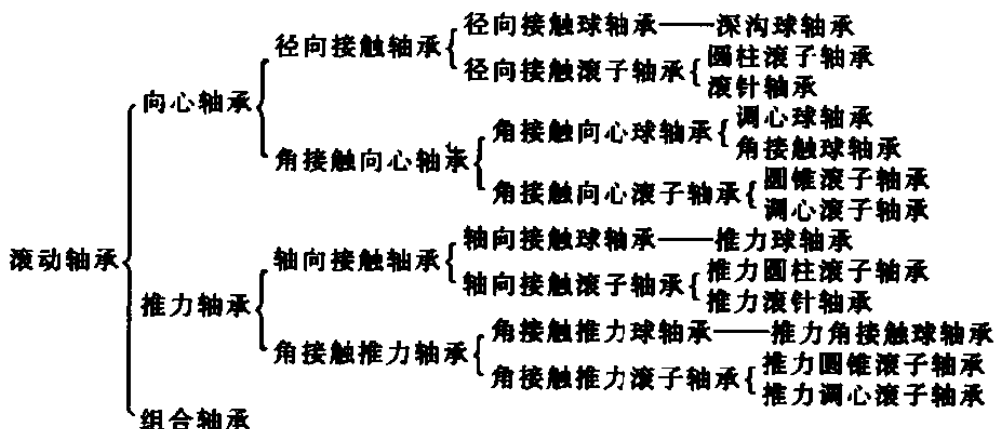 径向接触球轴承——深沟球轴承
径向接触轴承
径向接触滚子轴承
圆柱滚子轴承
滚针轴承
向心轴承
角接触向心轴承
角接触向心球轴承
调心球轴承
角接触球轴承
角接触向心滚子轴承
圆锥滚子轴承
调心滚子轴承
滚动轴承
轴向接触球轴承——推力球轴承
轴向接触轴承
轴向接触滚子轴承
推力圆柱滚子轴承
推力滚针轴承
推力轴承
角接触推力轴承
角接触推力球轴承——推力角接触球轴承
角接触推力滚子轴承
推力圆锥滚子轴承
推力调心滚子轴承
组合轴承